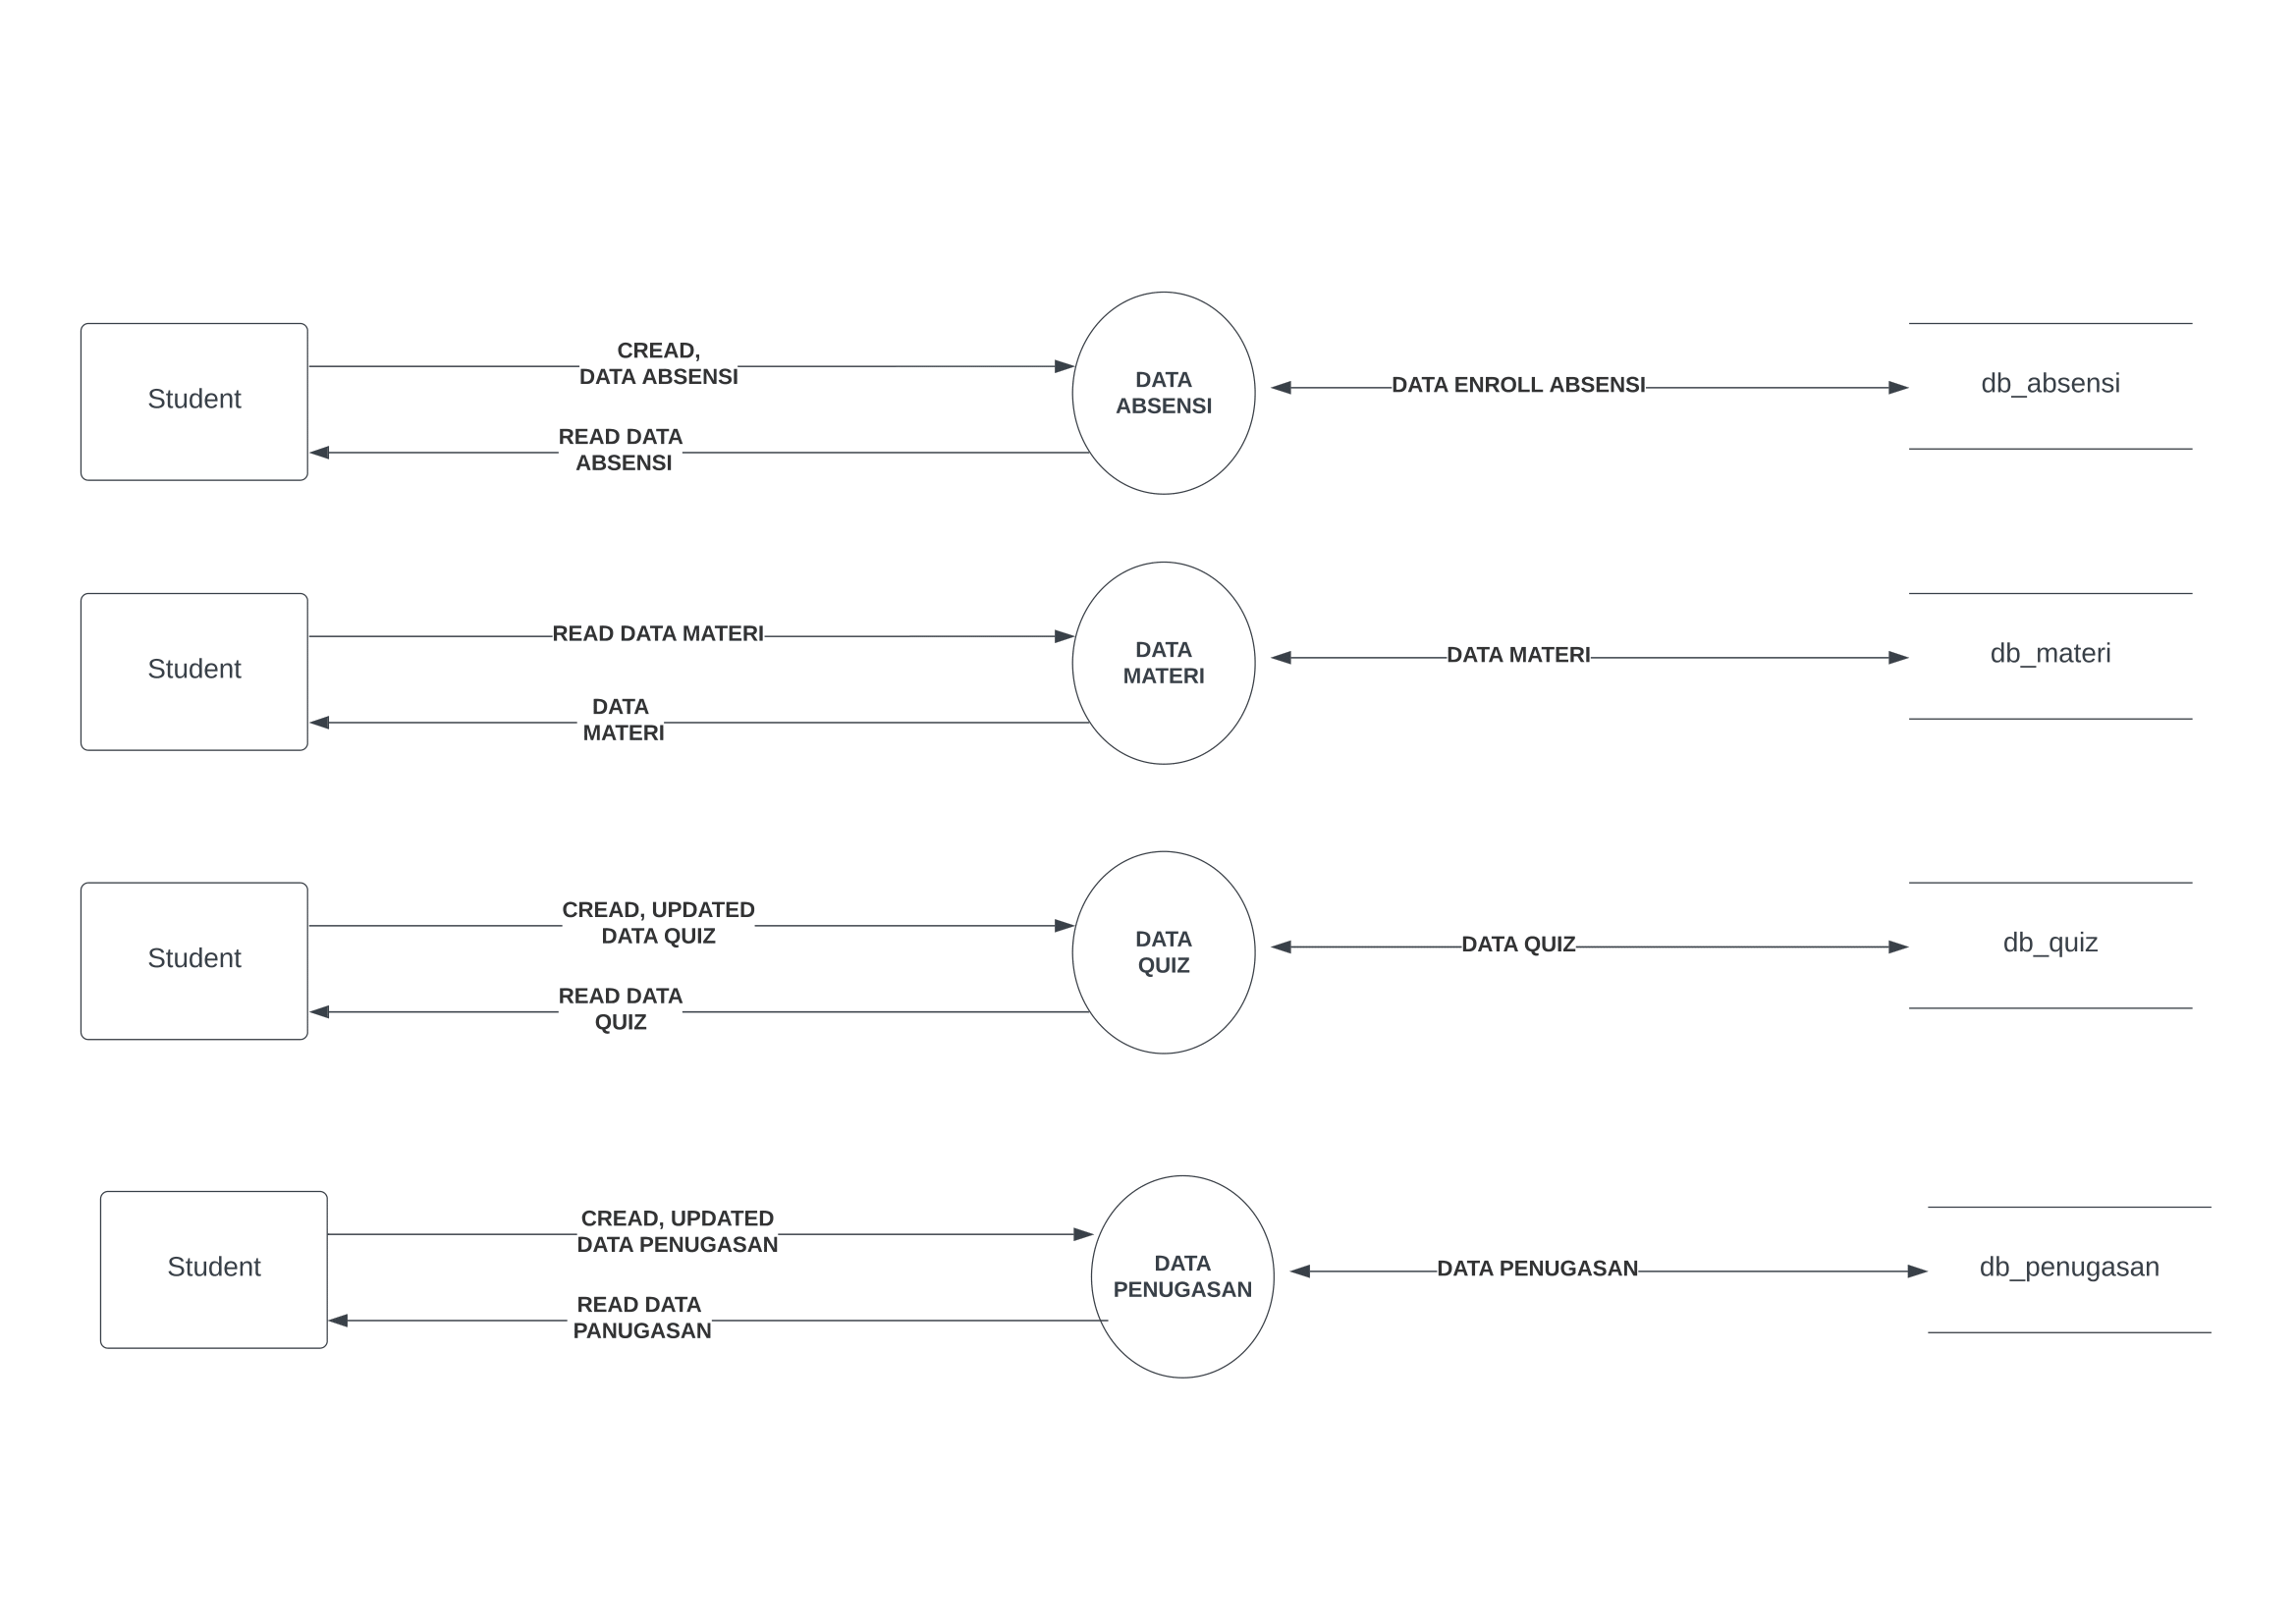 Student
CREAD,
DATA ABSENSI
READ DATA
ABSENSI
DATA
ABSENSI
DATA ENROLL ABSENSI
db_absensi
Student
READ DATA MATERI
DATA
MATERI
DATA
MATERI
DATA MATERI
db_materi
Student
CREAD, UPDATED
DATA QUIZ
READ DATA
QUIZ
DATA
QUIZ
DATA QUIZ
db_quiz
Student
CREAD, UPDATED
DATA PENUGASAN
READ DATA
PANUGASAN
DATA
PENUGASAN
DATA PENUGASAN
db_penugasan